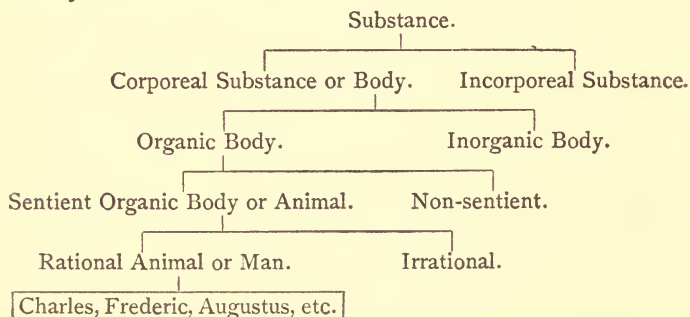 Substance.
Corporeal Substance or Body. Incorporeal Substance.
Organic Body. Inorganic Body.
Sentient Organic Body or Animal. Non-sentient.
Rational Animal or Man. Irrational.
Charles, Frederic, Augustus, etc.